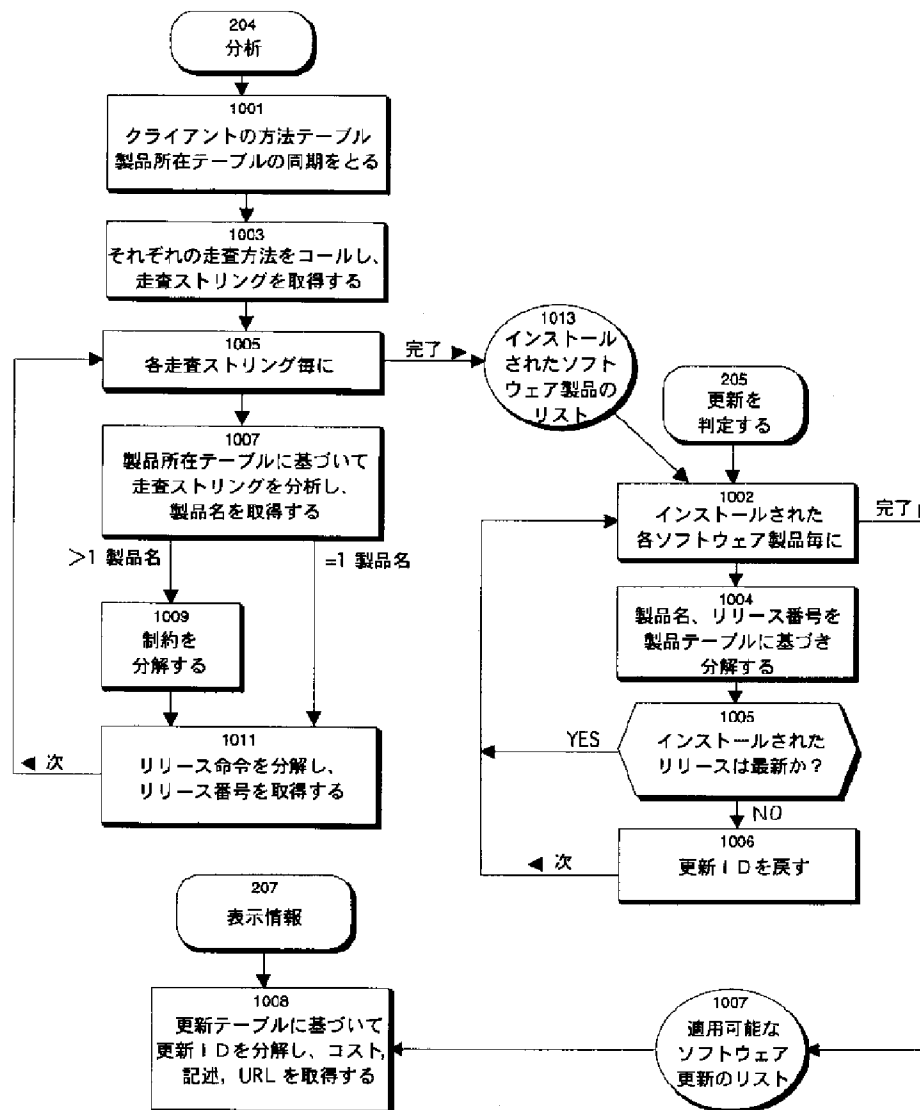 204
分析
1001
クライアントの方法テーブル
製品所在テーブルの同期をとる
1003
それぞれの走査方法をコールし、
走査ストリングを取得する
1005
各走査ストリング毎に
完了
1007
製品所在テーブルに基づいて
走査ストリングを分析し、
製品名を取得する
>1 製品名
=1 製品名
1009
制約を
分解する
1011
リリース命令を分解し、
リリース番号を取得する
次
1013
インストール
されたソフト
ウェア製品の
リスト
205
更新を
判定する
1002
インストールされた
各ソフトウェア製品毎に
完了
1004
製品名、リリース番号を
製品テーブルに基づき
分解する
1005
インストールされた
リリースは最新か?
YES
NO
1006
更新IDを戻す
次
207
表示情報
1008
更新テーブルに基づいて
更新IDを分解し、コスト,
記述, URL を取得する
1007
適用可能な
ソフトウェア
更新のリスト